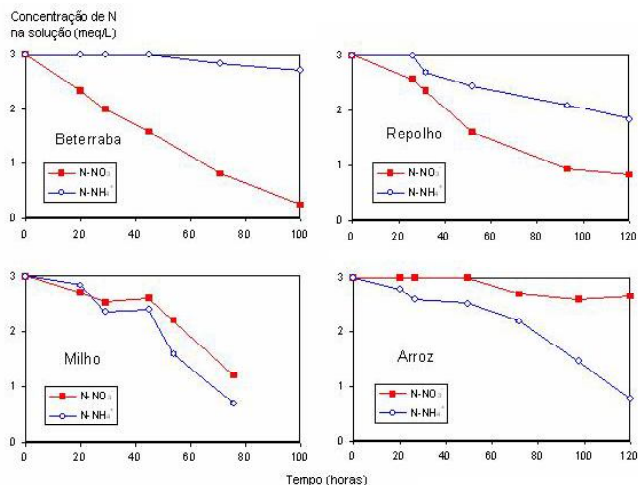 Concentração de N
na solução (meq/L)
3
2
1
0
Beterraba
N-NO₃
N-NH₄⁺
0 20 40 60 80 100
3
2
1
0
Repolho
N-NO₃
N-NH₄⁺
0 20 40 60 80 100 120
3
2
1
0
Milho
N-NO₃
N-NH₄⁺
0 20 40 60 80 100
3
2
1
0
Arroz
N-NO₃
N-NH₄⁺
0 20 40 60 80 100 120
Tempo (horas)